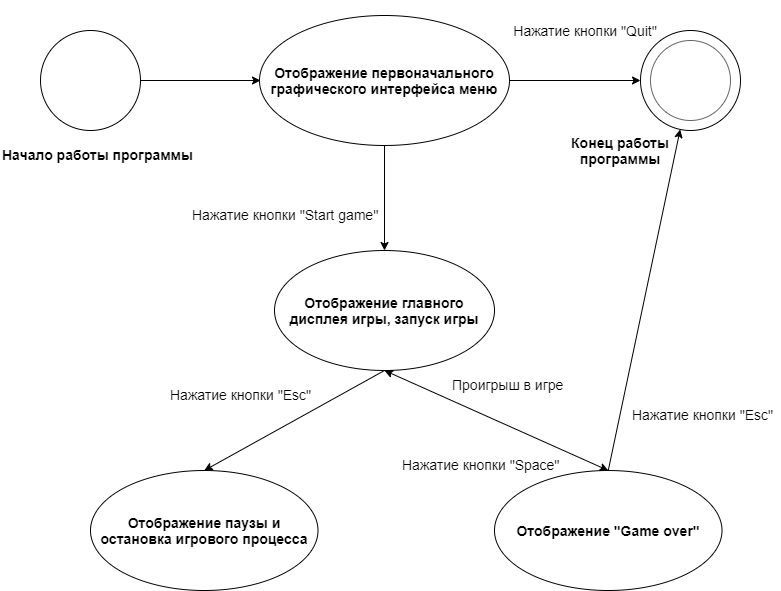 Нажатие кнопки "Quit"
Отображение первоначального
графического интерфейса меню
Начало работы программы
Конец работы
программы
Нажатие кнопки "Start game"
Отображение главного
дисплея игры, запуск игры
Нажатие кнопки "Esc"
Проигрыш в игре
Нажатие кнопки "Esc"
Нажатие кнопки "Space"
Отображение паузы и
остановка игрового процесса
Отображение "Game over"